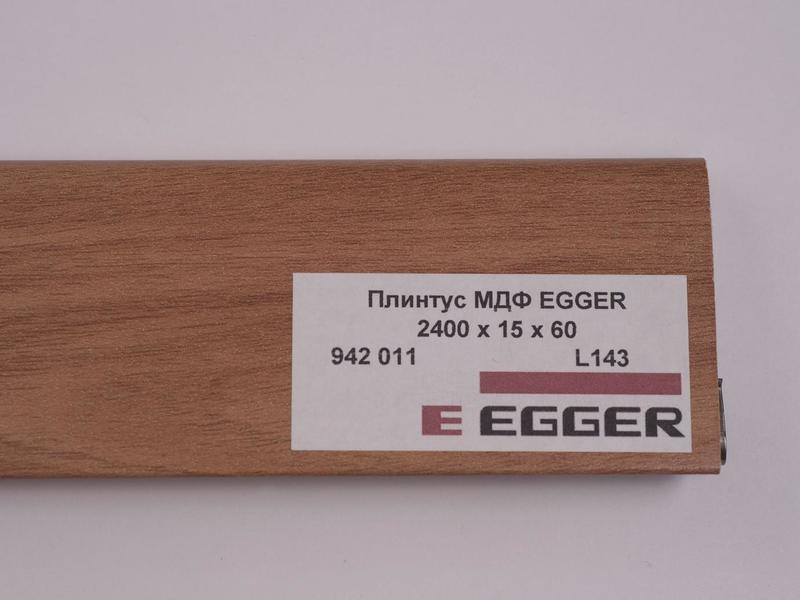 Плинтус МДФ EGGER
2400 x 15 x 60
942 011 L143
E EGGER